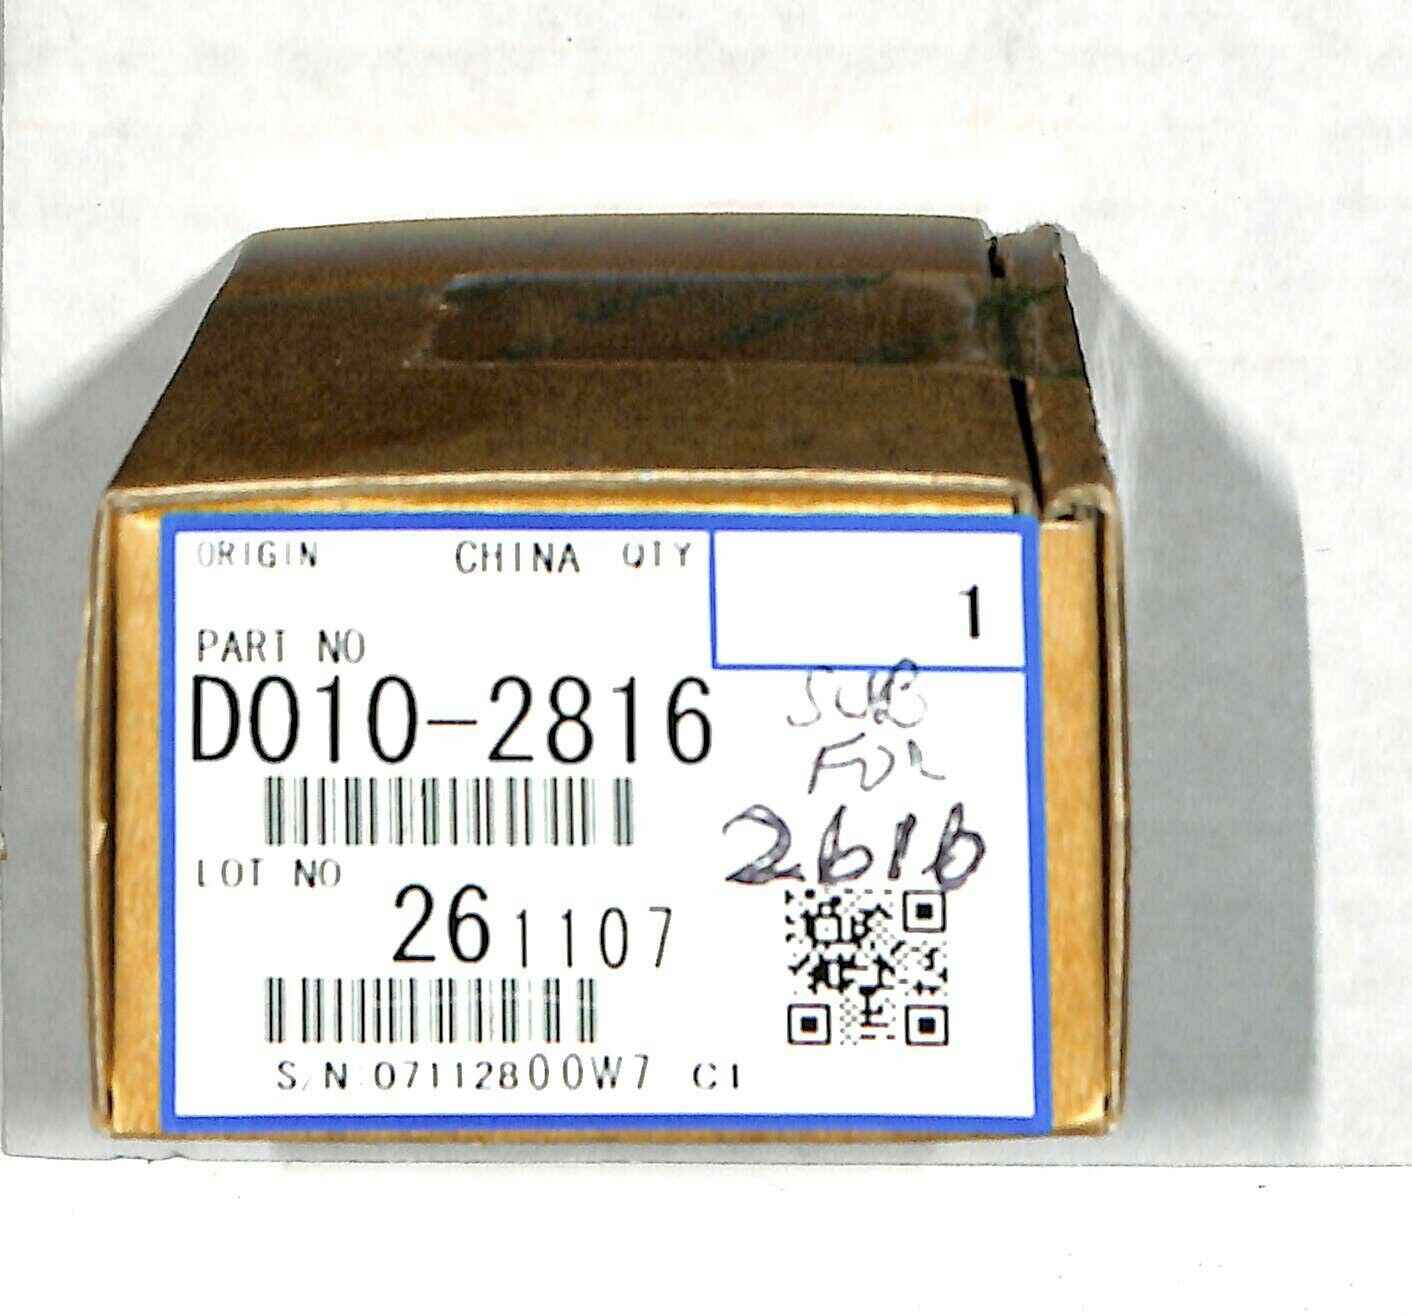 ORIGIN CHINA QTY
1
PART NO
D010-2816
SUB
FOR
2616
LOT NO
261107
S/N 07112800W7 C1